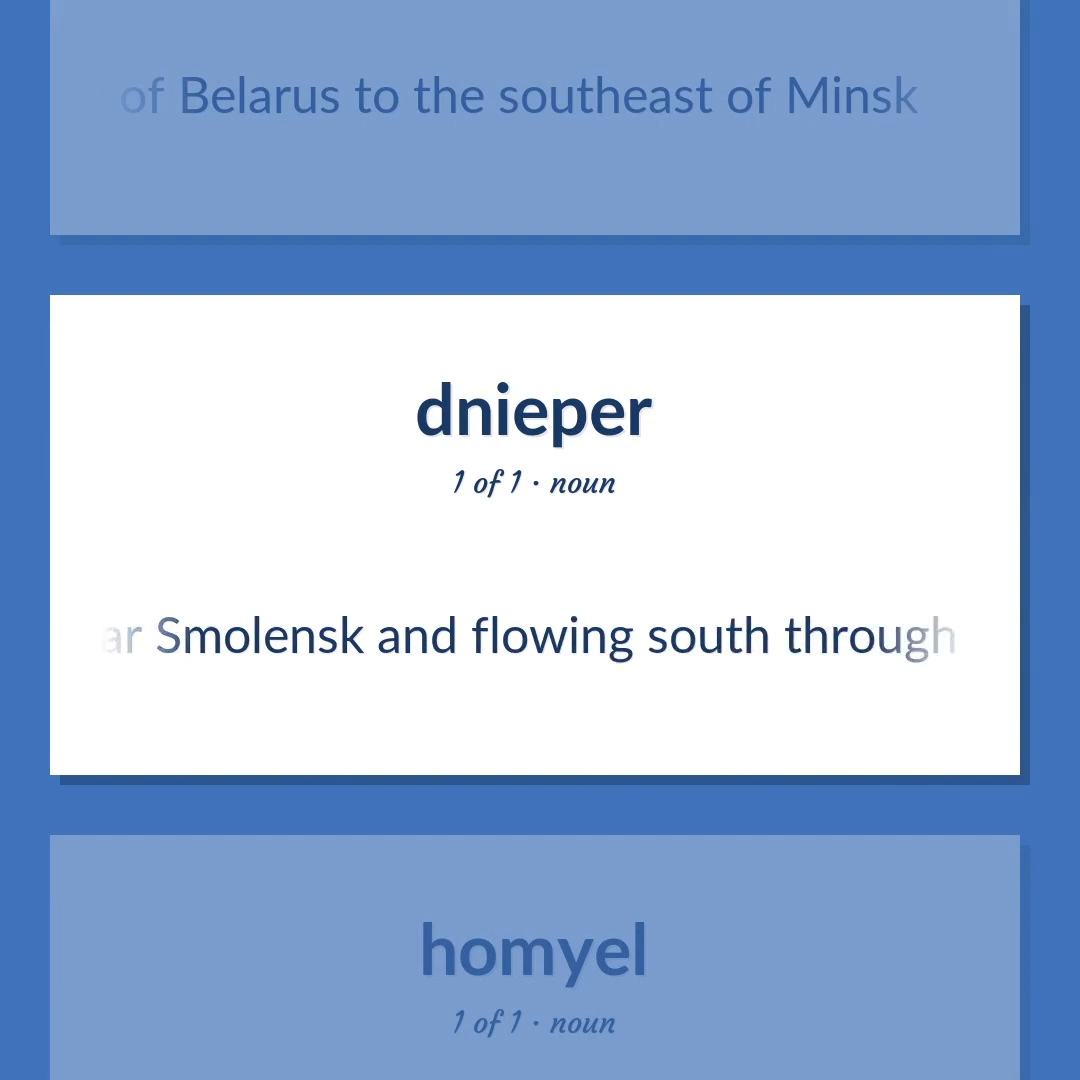 of Belarus to the southeast of Minsk
dnieper
1 of 1 · noun
ar Smolensk and flowing south through
homyel
1 of 1 · noun